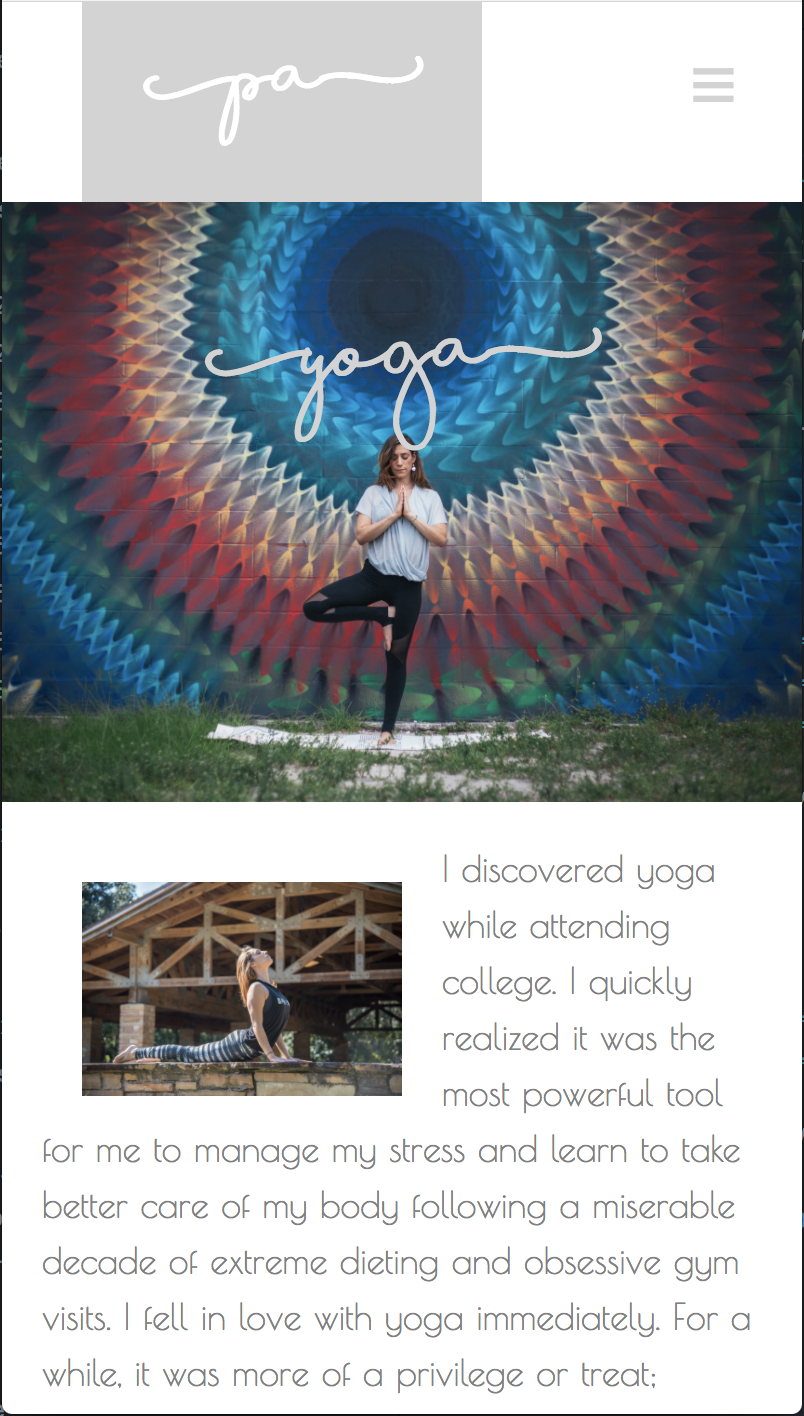 pa
yoga
I discovered yoga
while attending
college. I quickly
realized it was the
most powerful tool
for me to manage my stress and learn to take
better care of my body following a miserable
decade of extreme dieting and obsessive gym
visits. I fell in love with yoga immediately. For a
while, it was more of a privilege or treat;